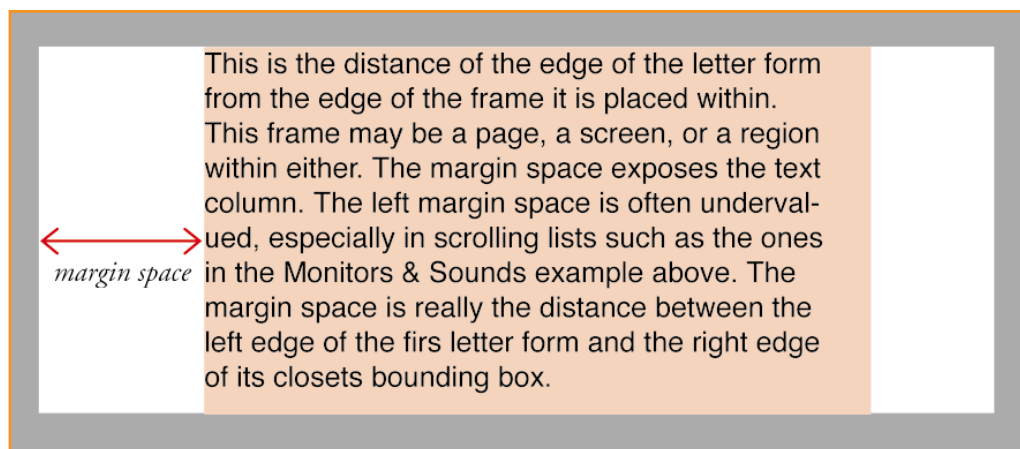 This is the distance of the edge of the letter form
from the edge of the frame it is placed within.
This frame may be a page, a screen, or a region
within either. The margin space exposes the text
column. The left margin space is often underval-
ued, especially in scrolling lists such as the ones
margin space
in the Monitors & Sounds example above. The
margin space is really the distance between the
left edge of the firs letter form and the right edge
of its closets bounding box.